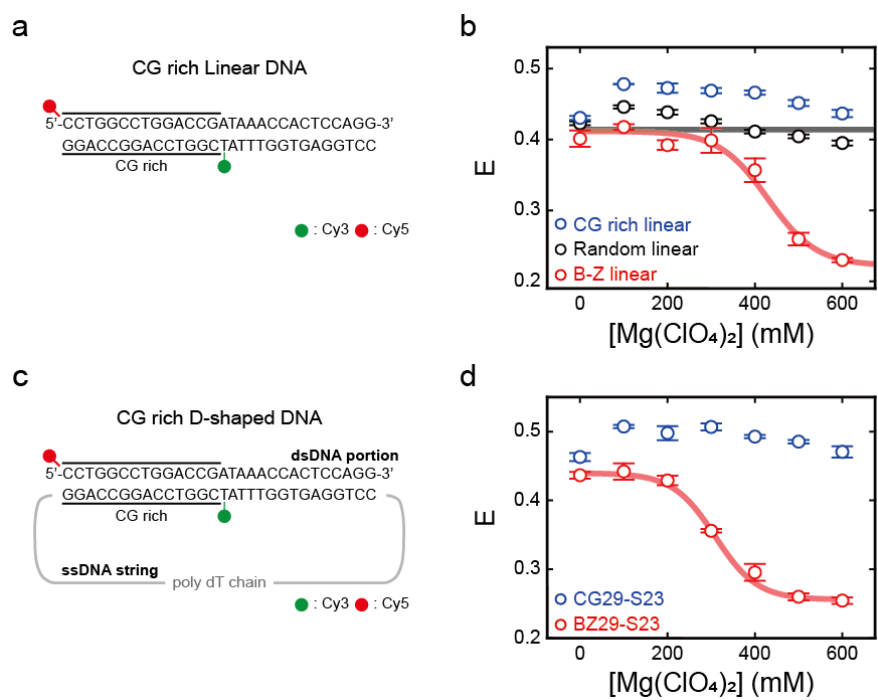 a
CG rich Linear DNA
5'-CCTGGCCTGGACCGATAAACCACTCCAGG-3'
GGACCGGACCTGGCTATTTGGTGAGGTCC
CG rich
: Cy3 : Cy5
b
0.5
0.4
0.3
0.2
E
CG rich linear
Random linear
B-Z linear
0 200 400 600
[Mg(ClO₄)₂] (mM)
c
CG rich D-shaped DNA
dsDNA portion
5'-CCTGGCCTGGACCGATAAACCACTCCAGG-3'
GGACCGGACCTGGCTATTTGGTGAGGTCC
CG rich
ssDNA string
poly dT chain
: Cy3 : Cy5
d
0.5
0.4
0.3
0.2
E
CG29-S23
BZ29-S23
0 200 400 600
[Mg(ClO₄)₂] (mM)